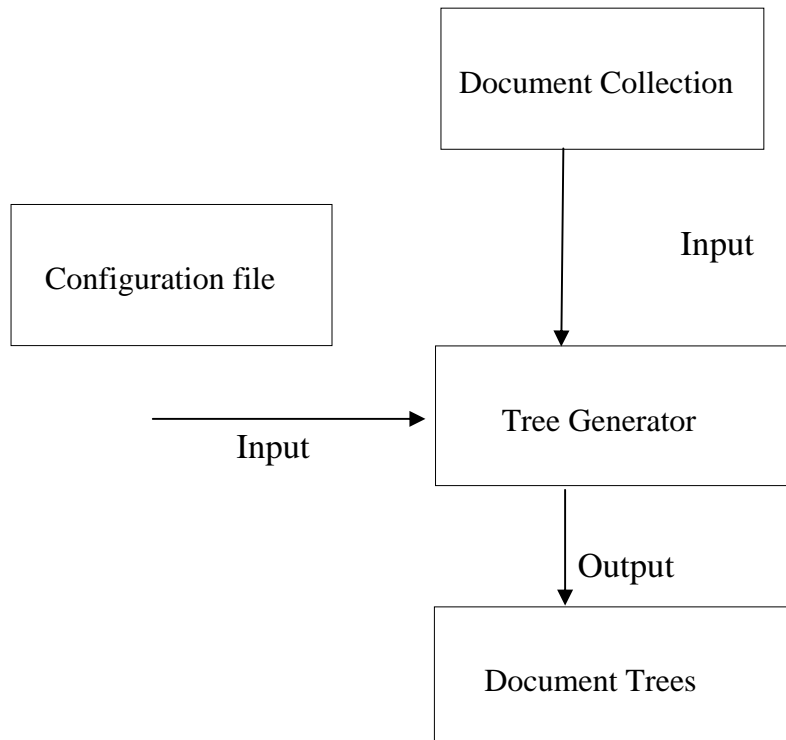 Document Collection
Input
Configuration file
Tree Generator
Input
Output
Document Trees